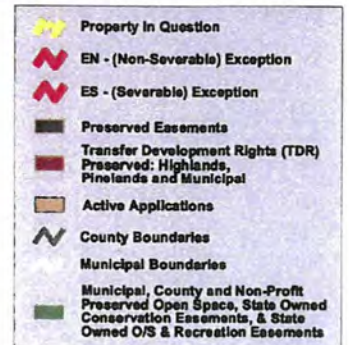 Property In Question
EN - (Non-Severable) Exception
ES - (Severable) Exception
Preserved Easements
Transfer Development Rights (TDR)
Preserved: Highlands,
Pinelands and Municipal
Active Applications
County Boundaries
Municipal Boundaries
Municipal, County and Non-Profit
Preserved Open Space, State Owned
Conservation Easements, & State
Owned O/S & Recreation Easements